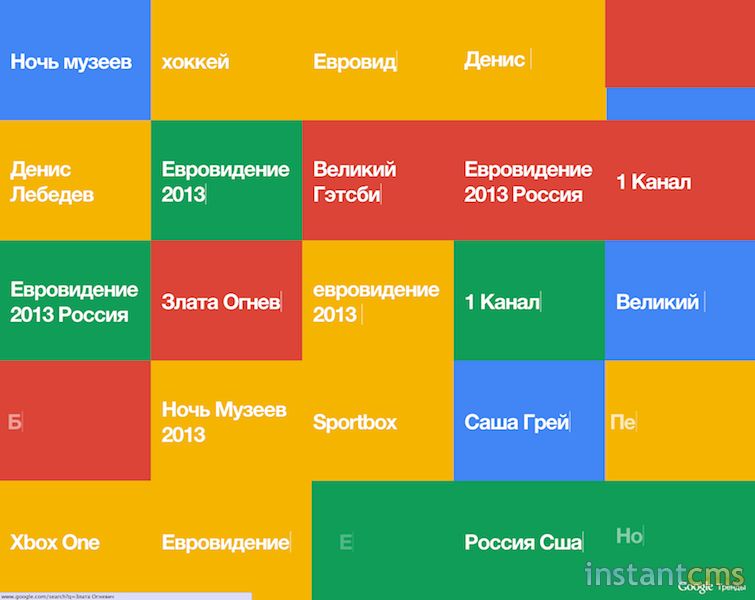 Ночь музеев
хоккей
Евровид
Денис
Денис
Лебедев
Евровидение
2013
Великий
Гэтсби
Евровидение
2013 Россия
1 Канал
Евровидение
2013 Россия
Злата Огнев
евровидение
2013
1 Канал
Великий
Б
Ночь Музеев
2013
Sportbox
Саша Грей
Пе
Xbox One
Евровидение
Е
Россия Сша
Но
instantcms
www.google.com/search?q=Злата Огневич
Google Тренды